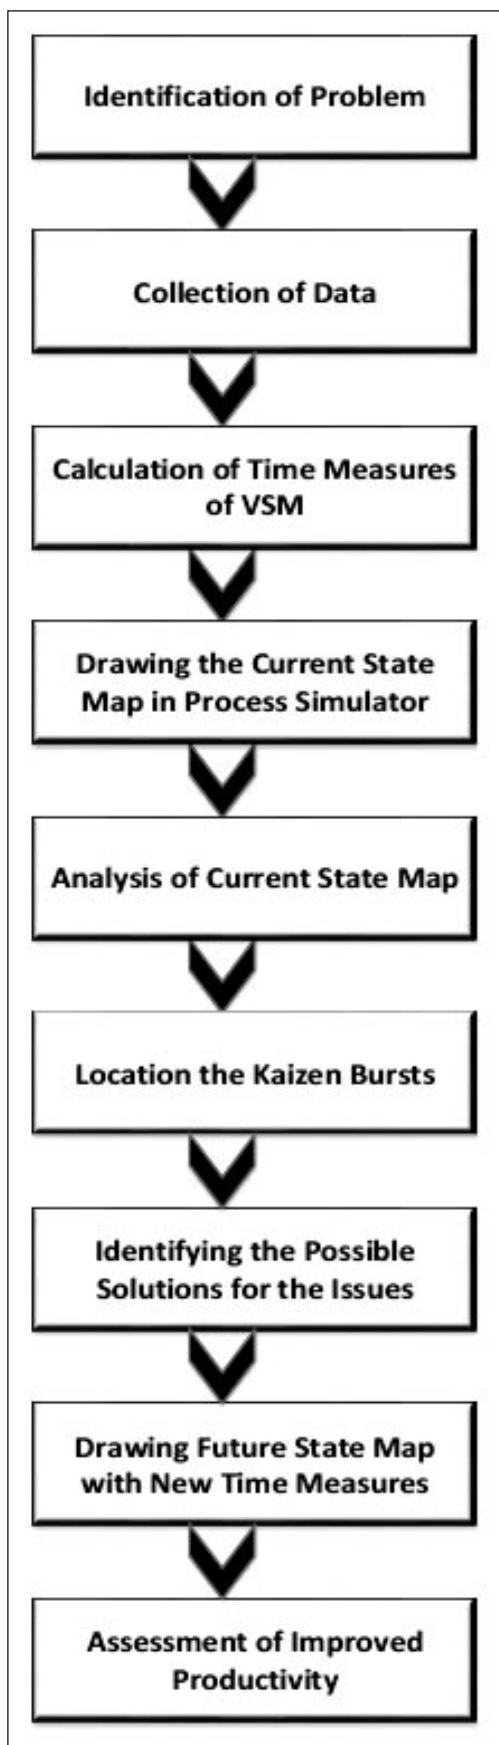 Identification of Problem
Collection of Data
Calculation of Time Measures
of VSM
Drawing the Current State
Map in Process Simulator
Analysis of Current State Map
Location the Kaizen Bursts
Identifying the Possible
Solutions for the Issues
Drawing Future State Map
with New Time Measures
Assessment of Improved
Productivity